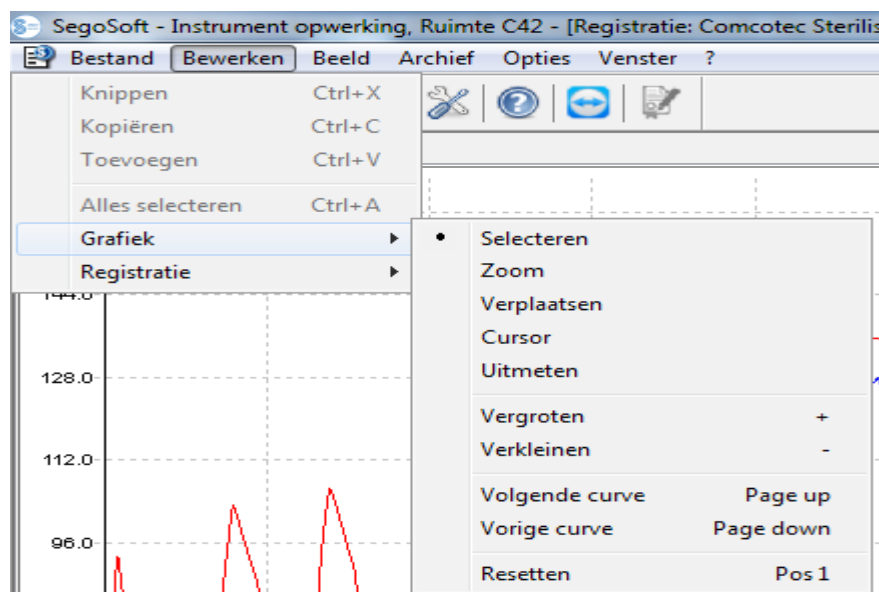 SegoSoft - Instrument opwerking, Ruimte C42 - [Registratie: Comcotec Sterilis
Bestand Bewerken Beeld Archief Opties Venster ?
Knippen Ctrl+X
Kopiëren Ctrl+C
Toevoegen Ctrl+V
Alles selecteren Ctrl+A
Grafiek
Registratie
Selecteren
Zoom
Verplaatsen
Cursor
Uitmeten
Vergroten +
Verkleinen -
Volgende curve Page up
Vorige curve Page down
Resetten Pos 1
144.0
128.0
112.0
96.0